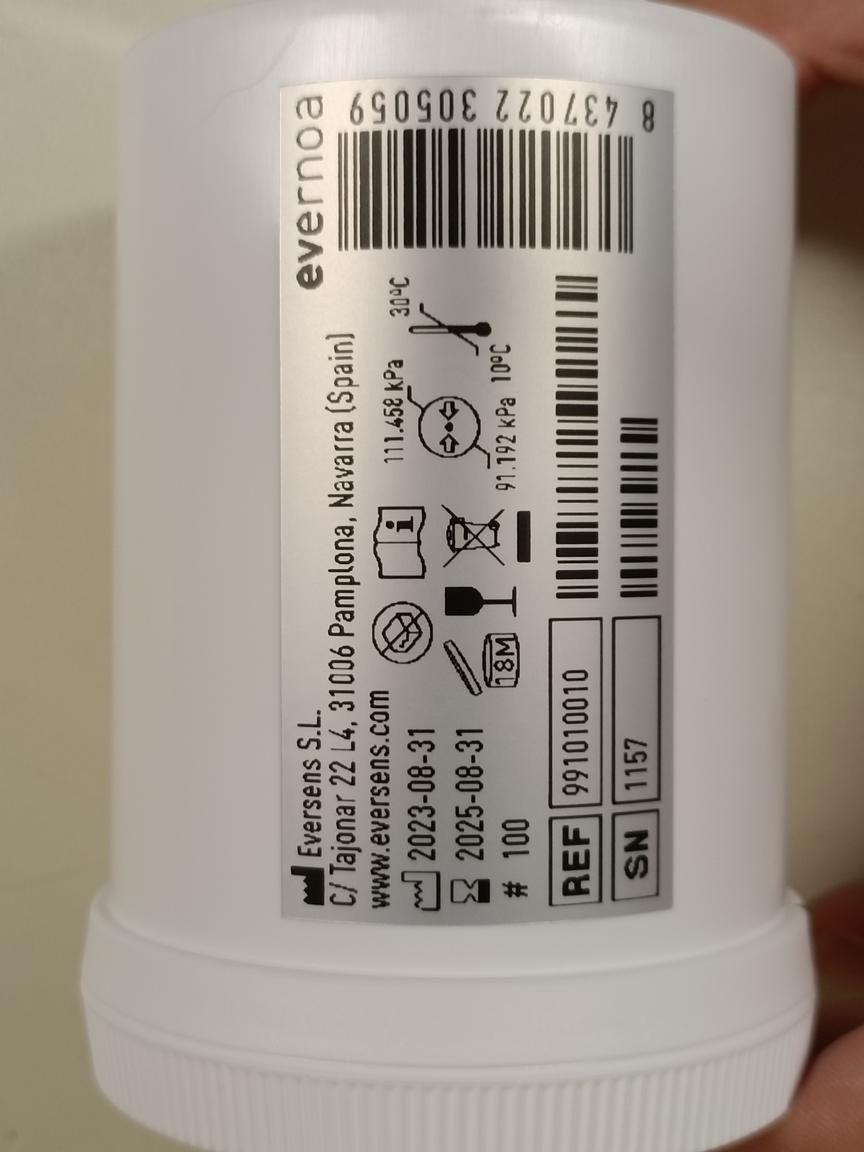 Eversens S.L.
C/ Tajonar 22 L4, 31006 Pamplona, Navarra (Spain)
www.eversens.com
evernoa
2023-08-31
2025-08-31
# 100
18M
111.458 kPa
91.192 kPa
30ºC
10ºC
REF 991010010
SN 1157
8 437022 305059